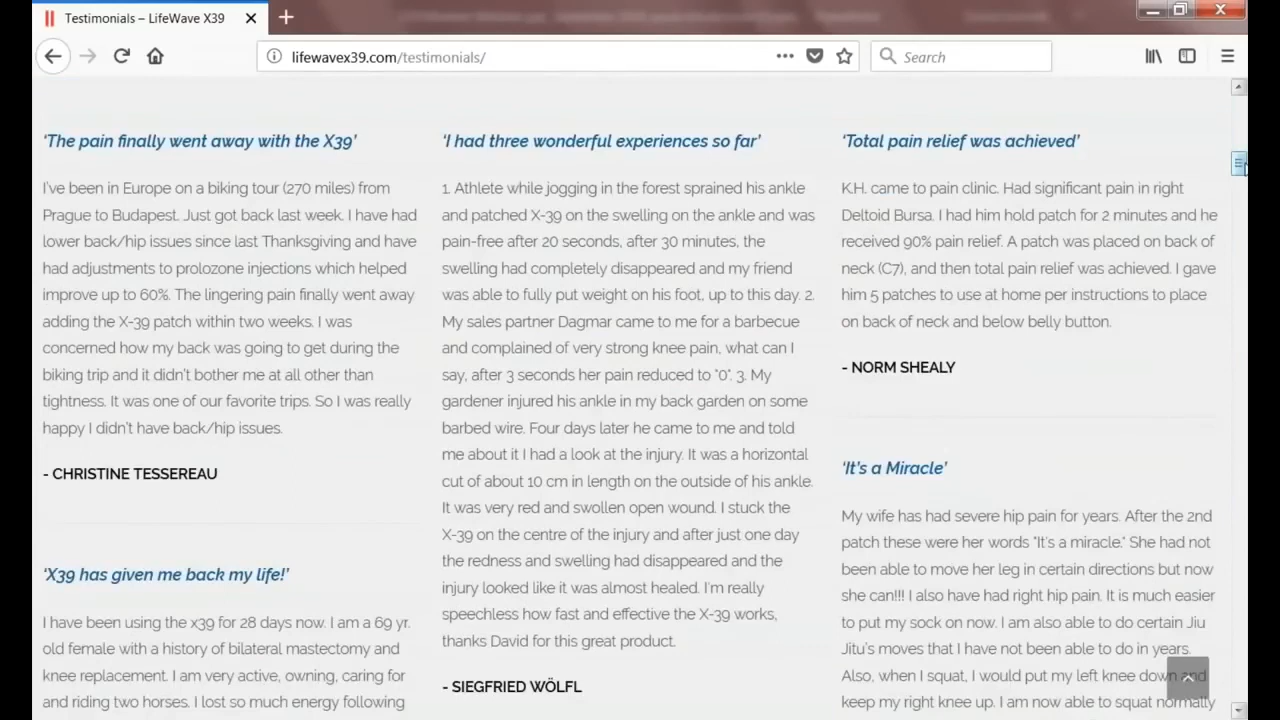 Testimonials – LifeWave X39
lifewavex39.com/testimonials/
Search
‘The pain finally went away with the X39’
I've been in Europe on a biking tour (270 miles) from
Prague to Budapest. Just got back last week. I have had
lower back/hip issues since last Thanksgiving and have
had adjustments to prolozone injections which helped
improve up to 60%. The lingering pain finally went away
adding the X-39 patch within two weeks. I was
concerned how my back was going to get during the
biking trip and it didn't bother me at all other than
tightness. It was one of our favorite trips. So I was really
happy I didn't have back/hip issues.
- CHRISTINE TESSEREAU
‘X39 has given me back my life!’
I have been using the x39 for 28 days now. I am a 69 yr.
old female with a history of bilateral mastectomy and
knee replacement. I am very active, owning, caring for
and riding two horses. I lost so much energy following
‘I had three wonderful experiences so far’
1. Athlete while jogging in the forest sprained his ankle
and patched X-39 on the swelling on the ankle and was
pain-free after 20 seconds, after 30 minutes, the
swelling had completely disappeared and my friend
was able to fully put weight on his foot, up to this day. 2.
My sales partner Dagmar came to me for a barbecue
and complained of very strong knee pain, what can I
say, after 3 seconds her pain reduced to "0". 3. My
gardener injured his ankle in my back garden on some
barbed wire. Four days later he came to me and told
me about it I had a look at the injury. It was a horizontal
cut of about 10 cm in length on the outside of his ankle.
It was very red and swollen open wound. I stuck the
X-39 on the centre of the injury and after just one day
the redness and swelling had disappeared and the
injury looked like it was almost healed. I'm really
speechless how fast and effective the X-39 works,
thanks David for this great product.
- SIEGFRIED WÖLFL
‘Total pain relief was achieved’
K.H. came to pain clinic. Had significant pain in right
Deltoid Bursa. I had him hold patch for 2 minutes and he
received 90% pain relief. A patch was placed on back of
neck (C7), and then total pain relief was achieved. I gave
him 5 patches to use at home per instructions to place
on back of neck and below belly button.
- NORM SHEALY
‘It's a Miracle’
My wife has had severe hip pain for years. After the 2nd
patch these were her words "It's a miracle." She had not
been able to move her leg in certain directions but now
she can!!! I also have had right hip pain. It is much easier
to put my sock on now. I am also able to do certain Jiu
Jitu's moves that I have not been able to do in years.
Also, when I squat, I would put my left knee down and
keep my right knee up. I am now able to squat normally